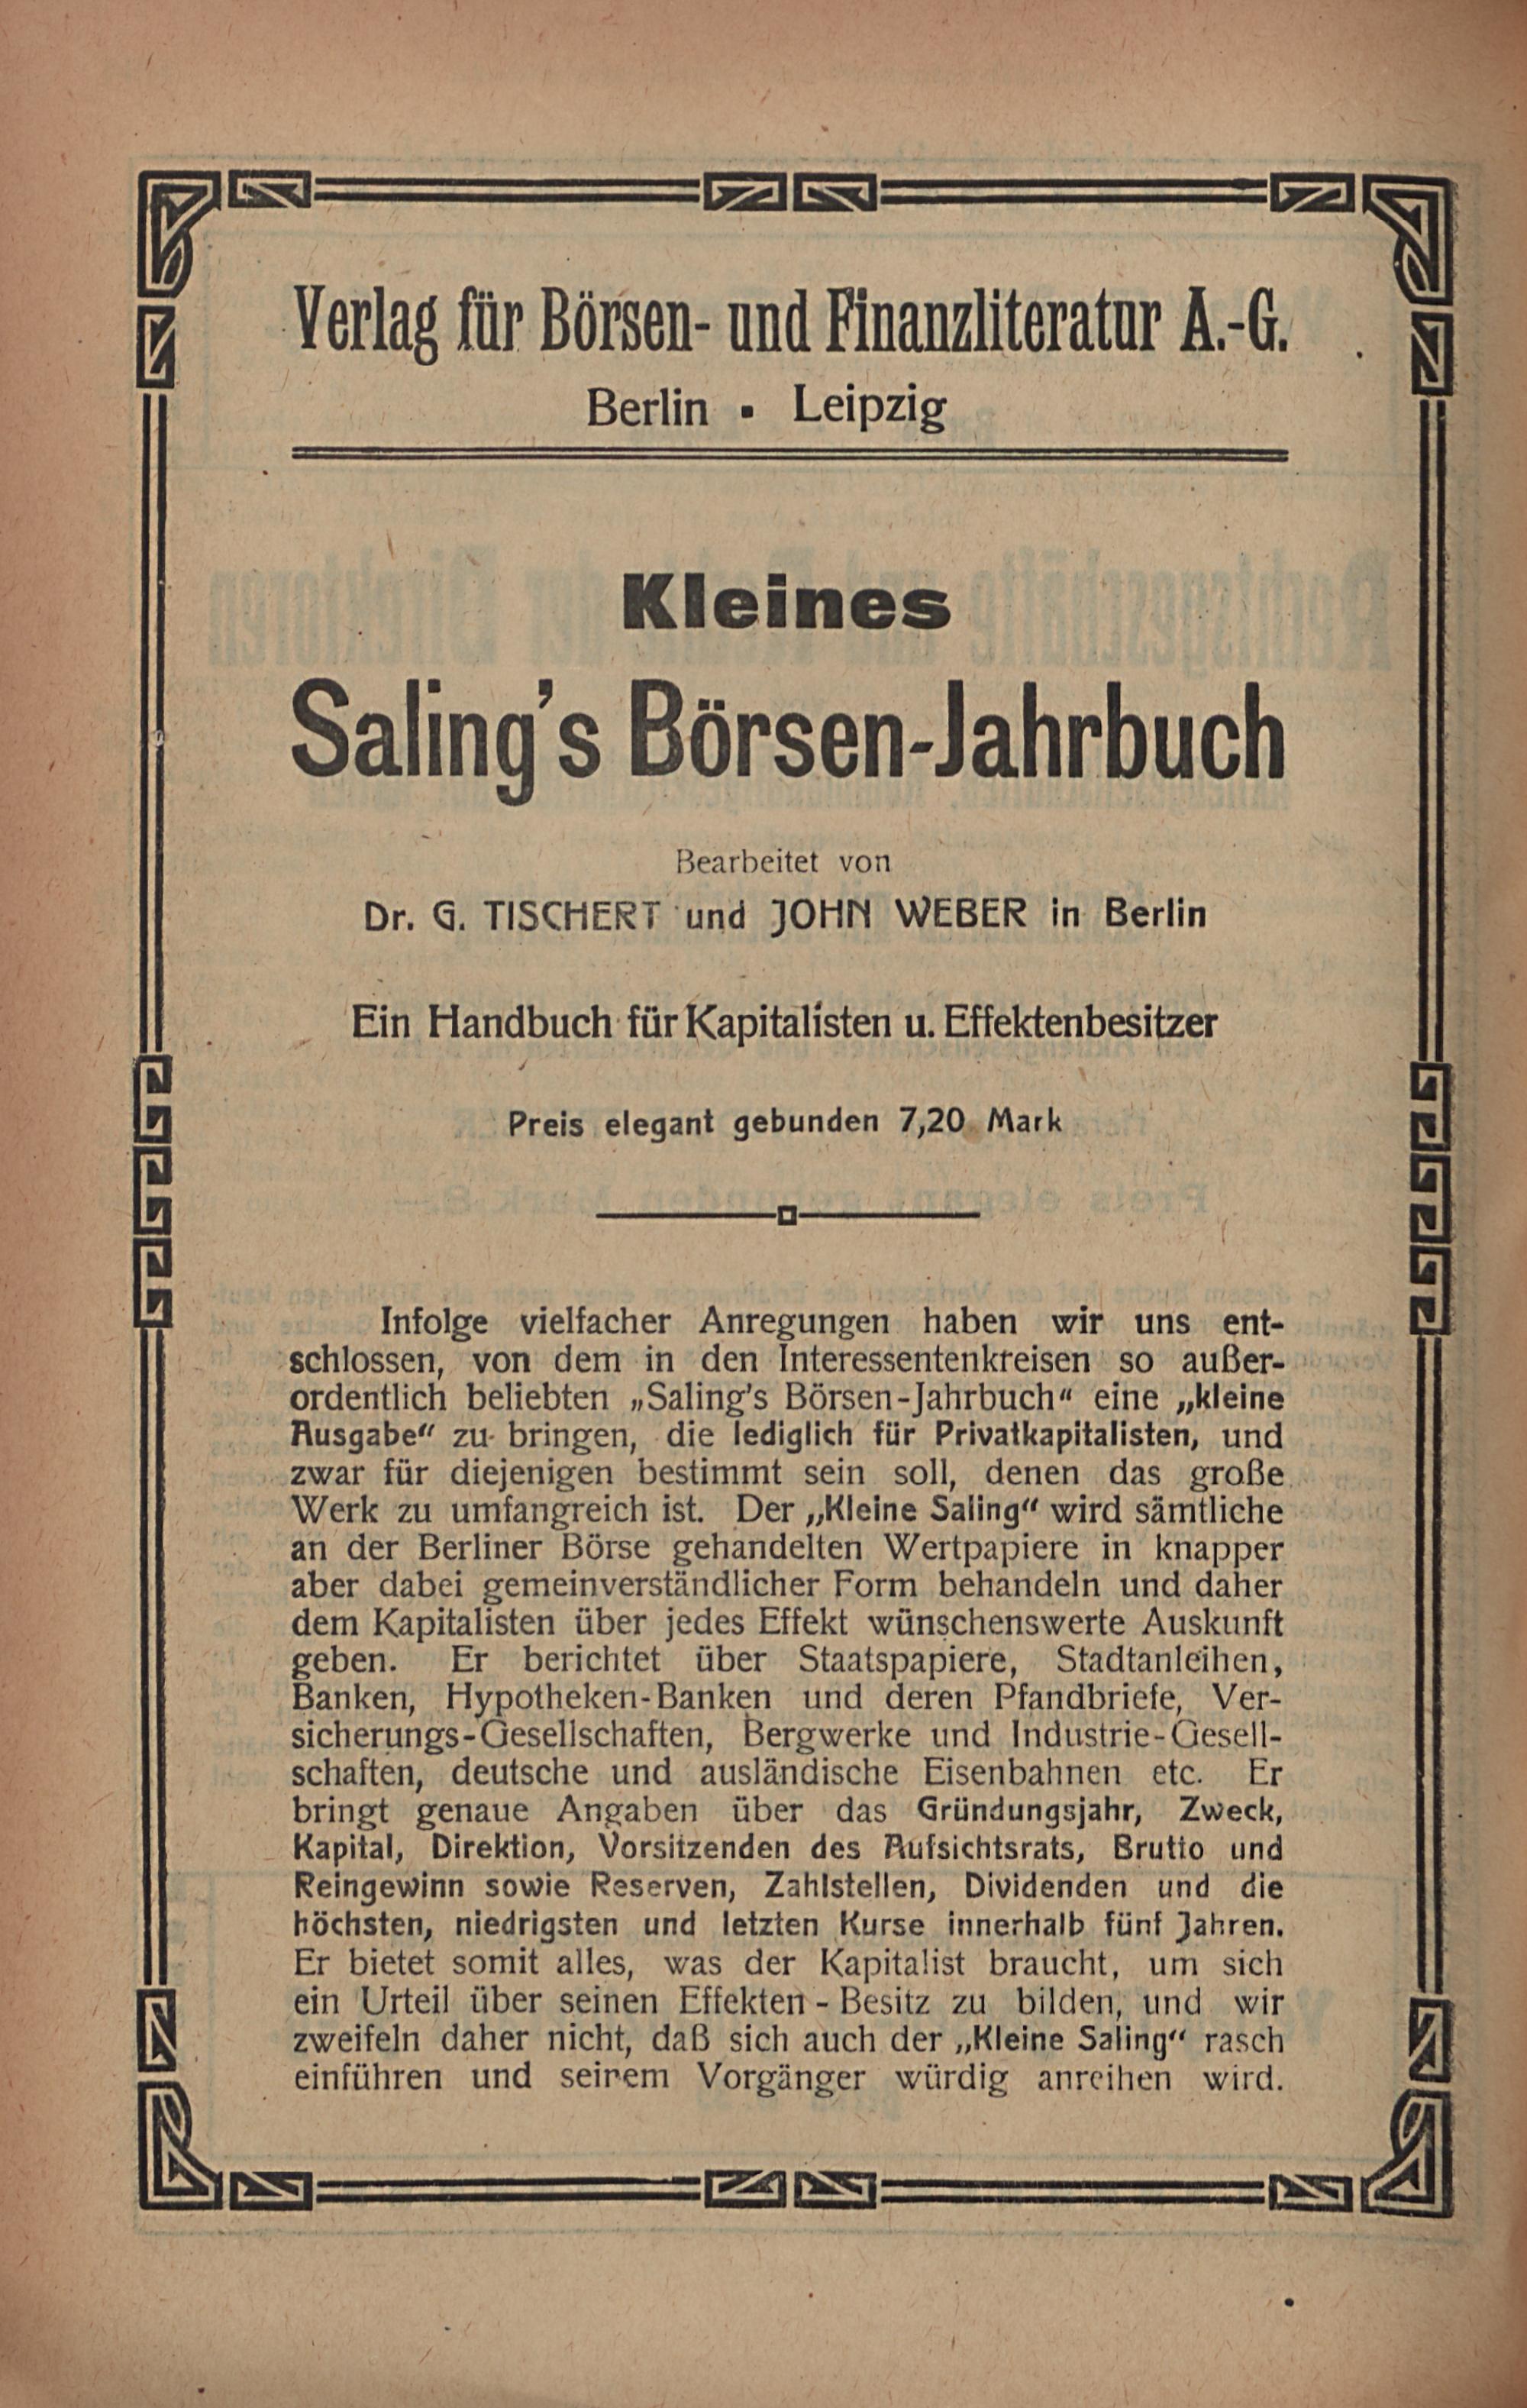 Verlag für Börsen- und Finanzliteratur A.-G.
Berlin ▪ Leipzig
Kleines
Saling's Börsen-Jahrbuch
Bearbeitet von
Dr. G. TISCHERT und JOHN WEBER in Berlin
Ein Handbuch für Kapitalisten u. Effektenbesitzer
Preis elegant gebunden 7,20 Mark
Infolge vielfacher Anregungen haben wir uns ent-
schlossen, von dem in den Interessentenkreisen so außer-
ordentlich beliebten „Saling's Börsen-Jahrbuch“ eine „kleine
Ausgabe“ zu bringen, die lediglich für Privatkapitalisten, und
zwar für diejenigen bestimmt sein soll, denen das große
Werk zu umfangreich ist. Der „Kleine Saling“ wird sämtliche
an der Berliner Börse gehandelten Wertpapiere in knapper
aber dabei gemeinverständlicher Form behandeln und daher
dem Kapitalisten über jedes Effekt wünschenswerte Auskunft
geben. Er berichtet über Staatspapiere, Stadtanleihen,
Banken, Hypotheken-Banken und deren Pfandbriefe, Ver-
sicherungs-Gesellschaften, Bergwerke und Industrie-Gesell-
schaften, deutsche und ausländische Eisenbahnen etc. Er
bringt genaue Angaben über das Gründungsjahr, Zweck,
Kapital, Direktion, Vorsitzenden des Aufsichtsrats, Brutto und
Reingewinn sowie Reserven, Zahlstellen, Dividenden und die
höchsten, niedrigsten und letzten Kurse innerhalb fünf Jahren.
Er bietet somit alles, was der Kapitalist braucht, um sich
ein Urteil über seinen Effekten-Besitz zu bilden, und wir
zweifeln daher nicht, daß sich auch der „Kleine Saling“ rasch
einführen und seinem Vorgänger würdig anreihen wird.